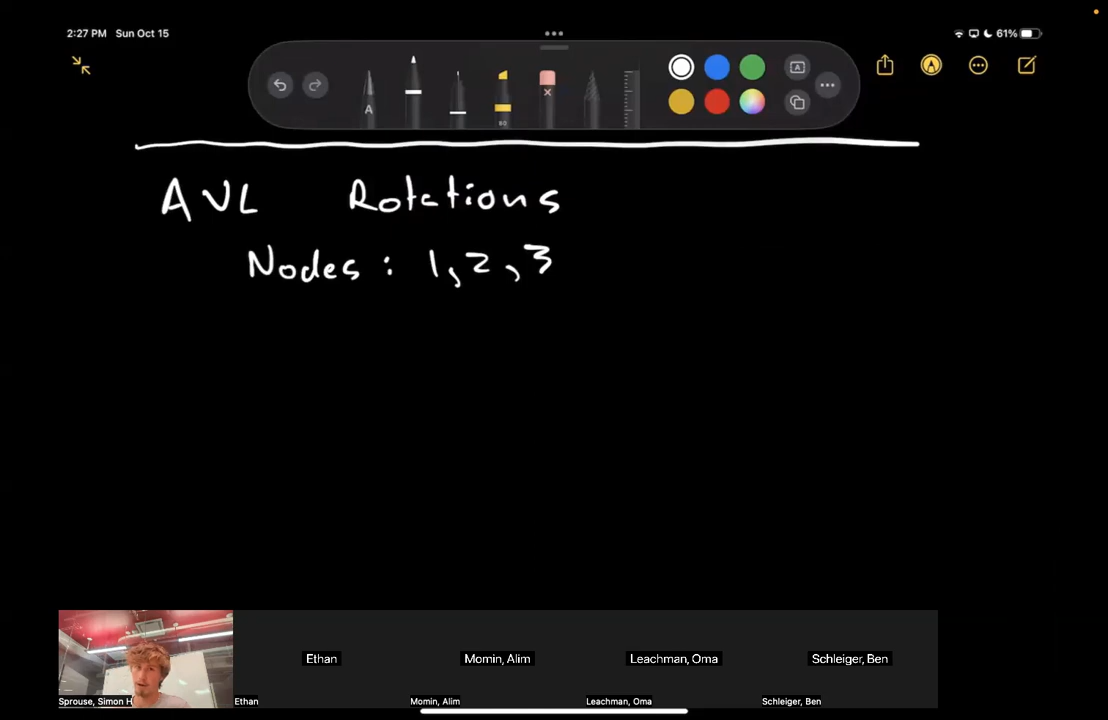 2:27 PM Sun Oct 15
61%
A
A
80
AVL Rotations
Nodes: 1,2,3
Ethan
Momin, Alim
Leachman, Oma
Schleiger, Ben
Sprouse, Simon H
Ethan
Momin, Alim
Leachman, Oma
Schleiger, Ben